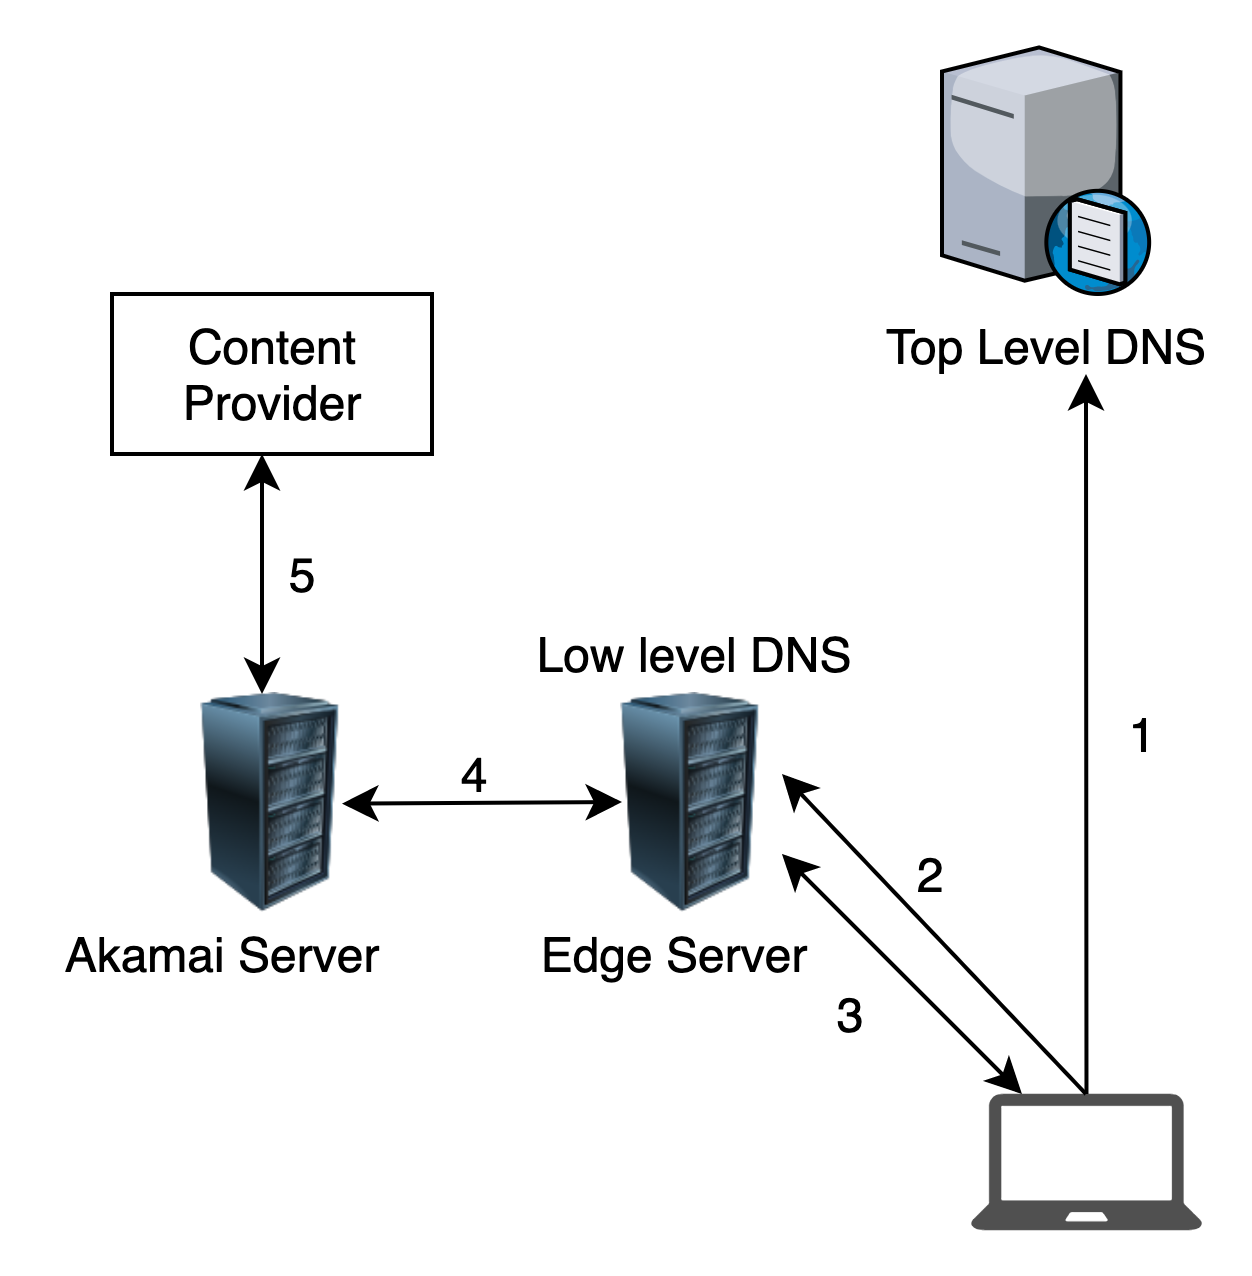 Top Level DNS
Content
Provider
5
Low level DNS
1
4
2
Akamai Server
Edge Server
3